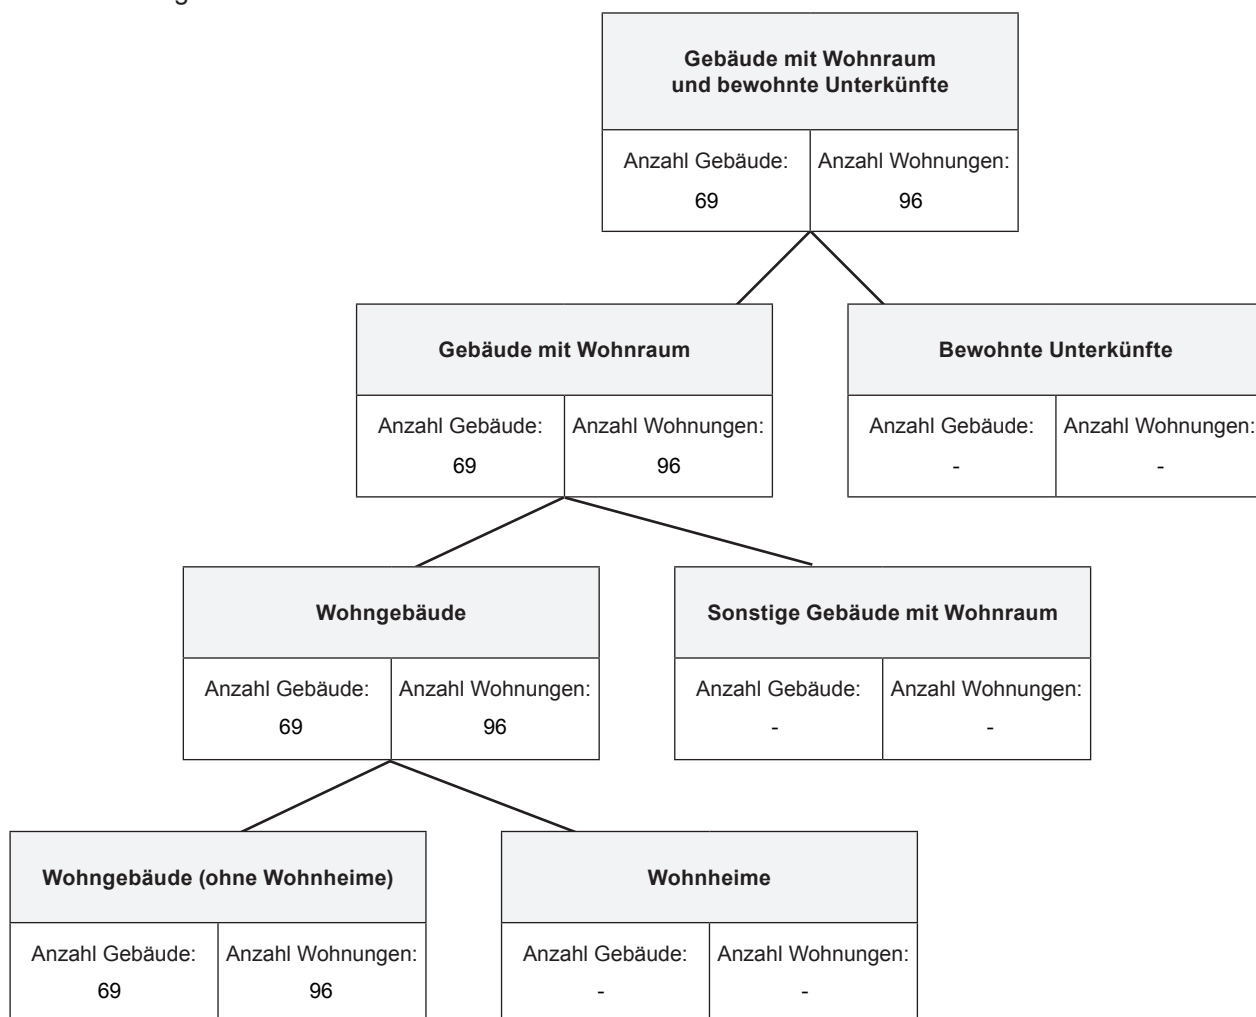 Gebäude mit Wohnraum
und bewohnte Unterkünfte
Anzahl Gebäude: Anzahl Wohnungen:
69 96
Gebäude mit Wohnraum Bewohnte Unterkünfte
Anzahl Gebäude: Anzahl Wohnungen: Anzahl Gebäude: Anzahl Wohnungen:
69 96 - -
Wohngebäude Sonstige Gebäude mit Wohnraum
Anzahl Gebäude: Anzahl Wohnungen: Anzahl Gebäude: Anzahl Wohnungen:
69 96 - -
Wohngebäude (ohne Wohnheime) Wohnheime
Anzahl Gebäude: Anzahl Wohnungen: Anzahl Gebäude: Anzahl Wohnungen:
69 96 - -